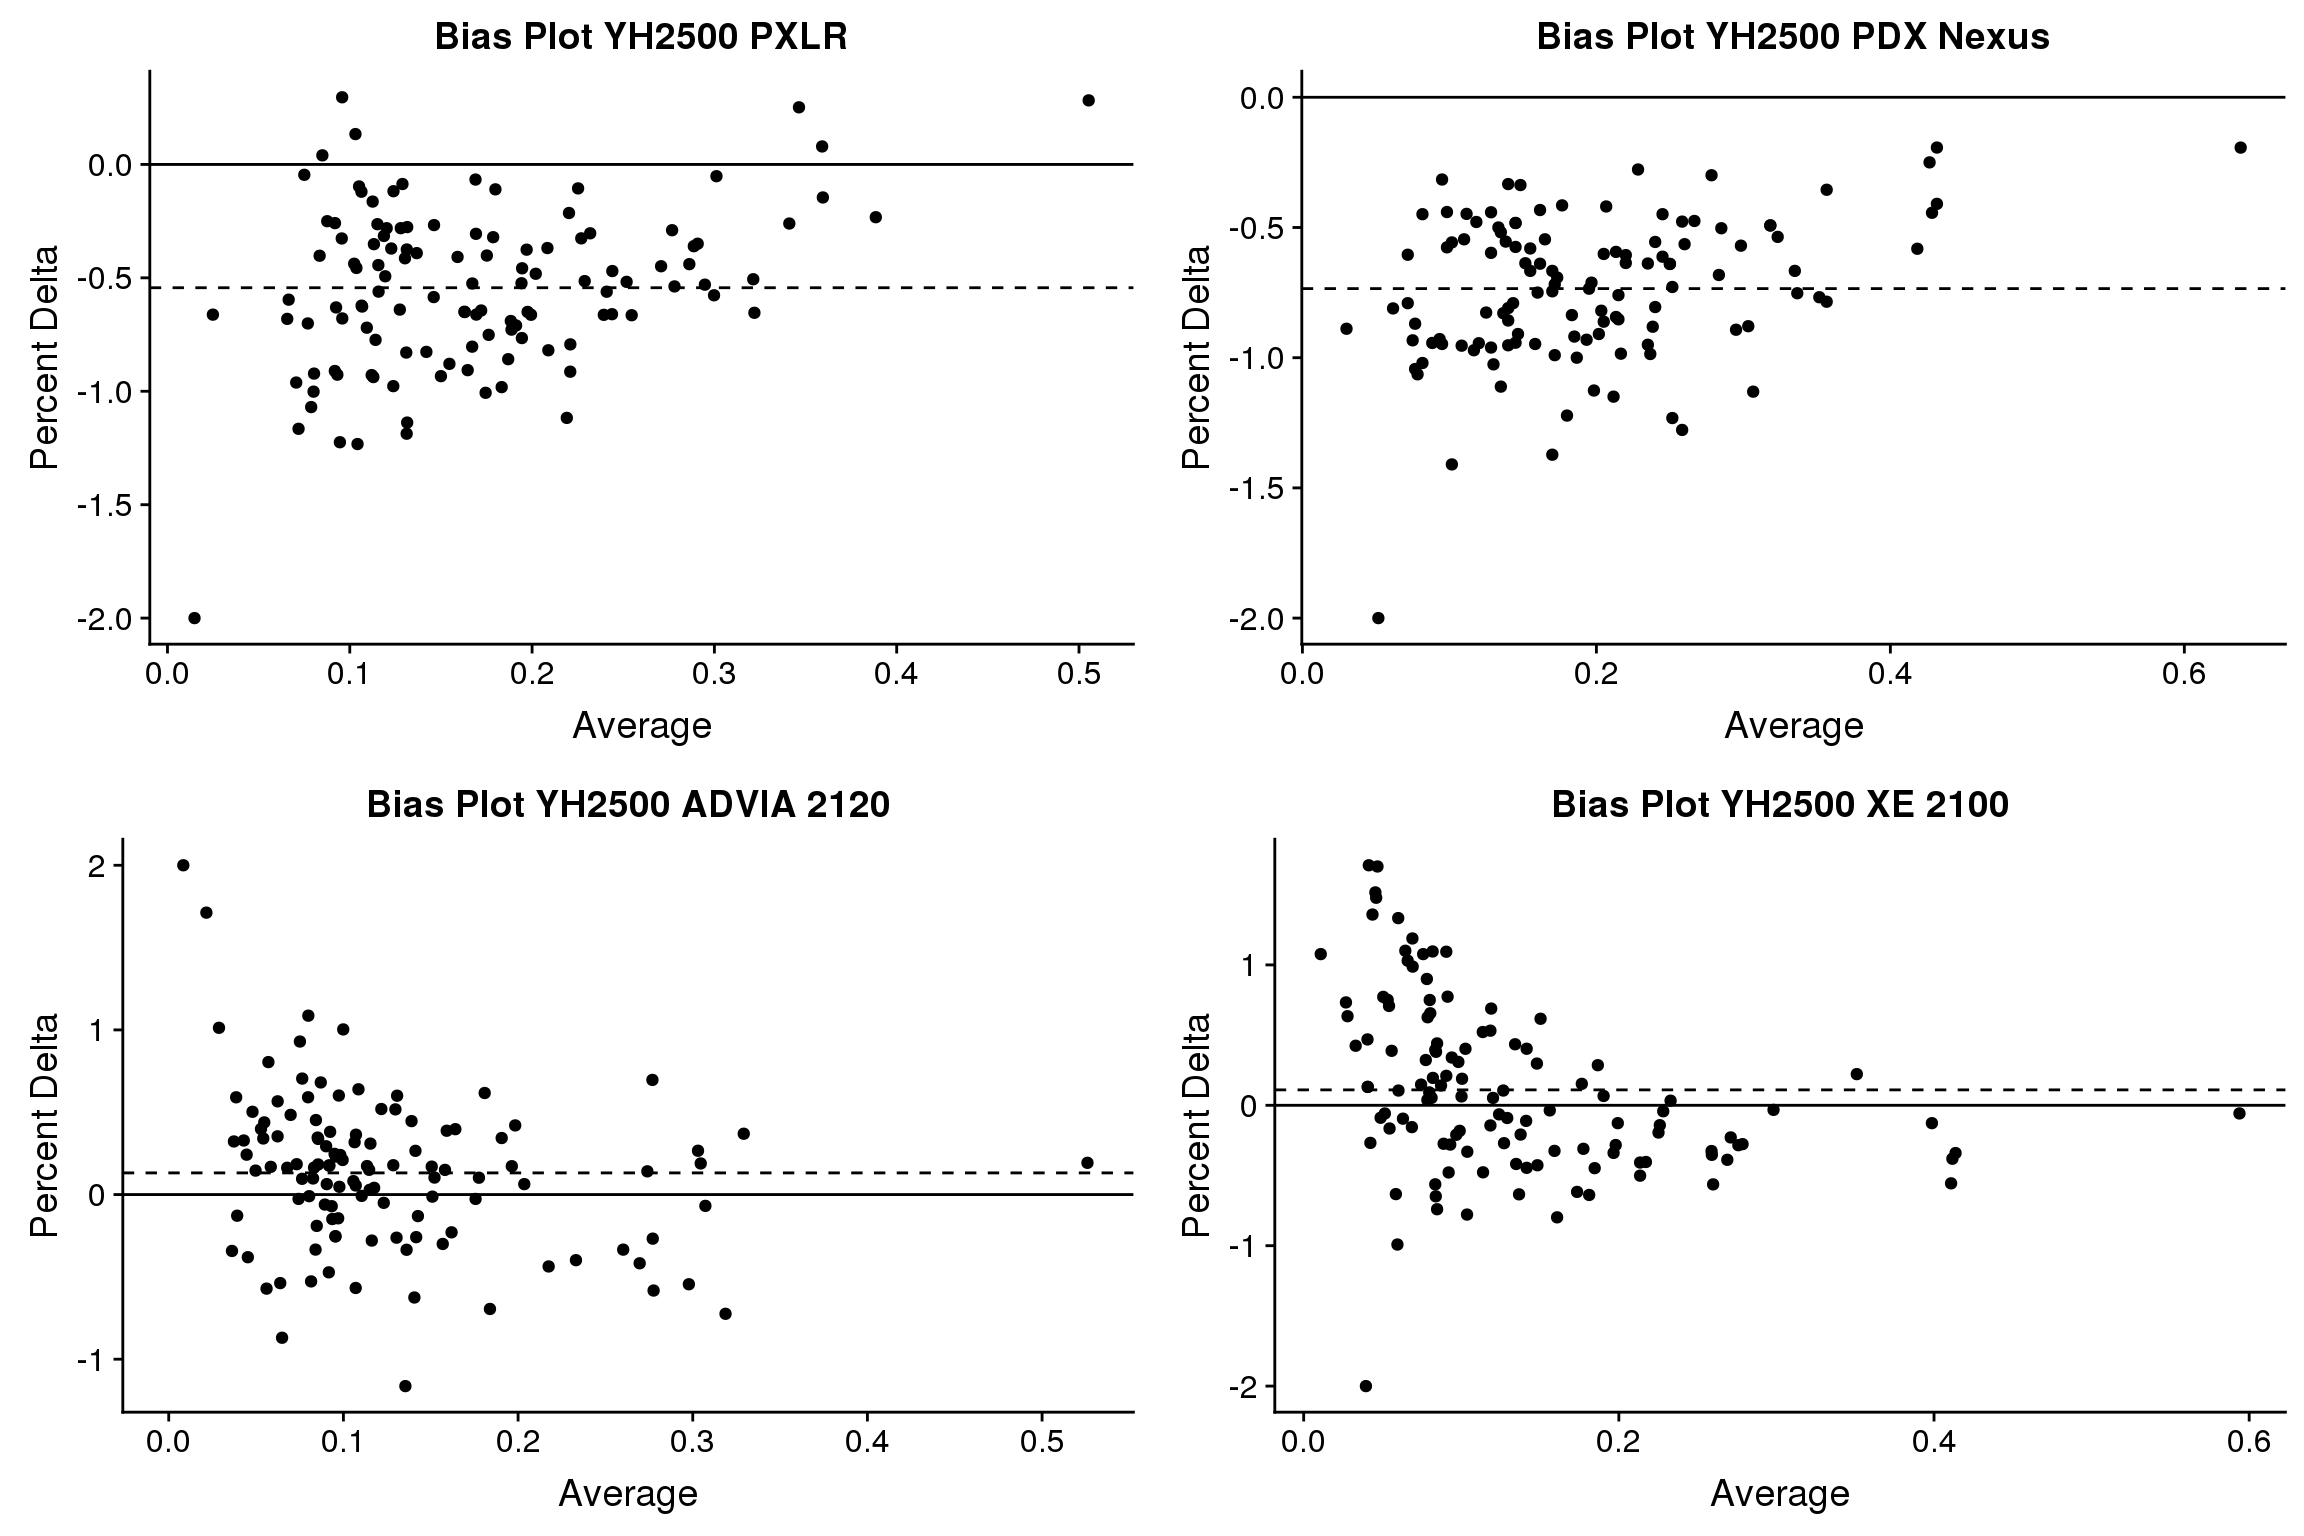 Bias Plot YH2500 PXLR
Percent Delta
0.0
-0.5
-1.0
-1.5
-2.0
0.0 0.1 0.2 0.3 0.4 0.5
Average
Bias Plot YH2500 PDX Nexus
Percent Delta
0.0
-0.5
-1.0
-1.5
-2.0
0.0 0.2 0.4 0.6
Average
Bias Plot YH2500 ADVIA 2120
Percent Delta
2
1
0
-1
0.0 0.1 0.2 0.3 0.4 0.5
Average
Bias Plot YH2500 XE 2100
Percent Delta
1
0
-1
-2
0.0 0.2 0.4 0.6
Average